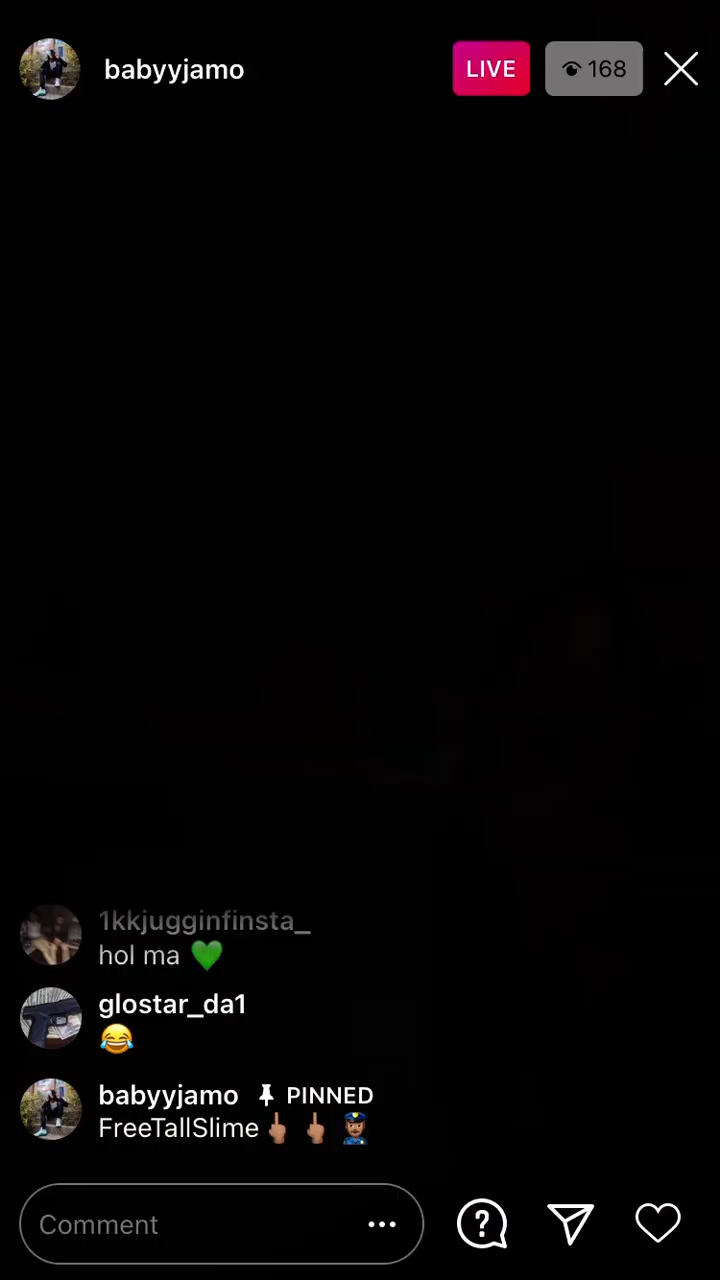 babyyjamo
LIVE
168
1kkjugginfinsta_
hol ma 💚
glostar_da1
😂
babyyjamo PINNED
FreeTallSlime🖕🏽🖕🏽👮🏽‍♂️
Comment